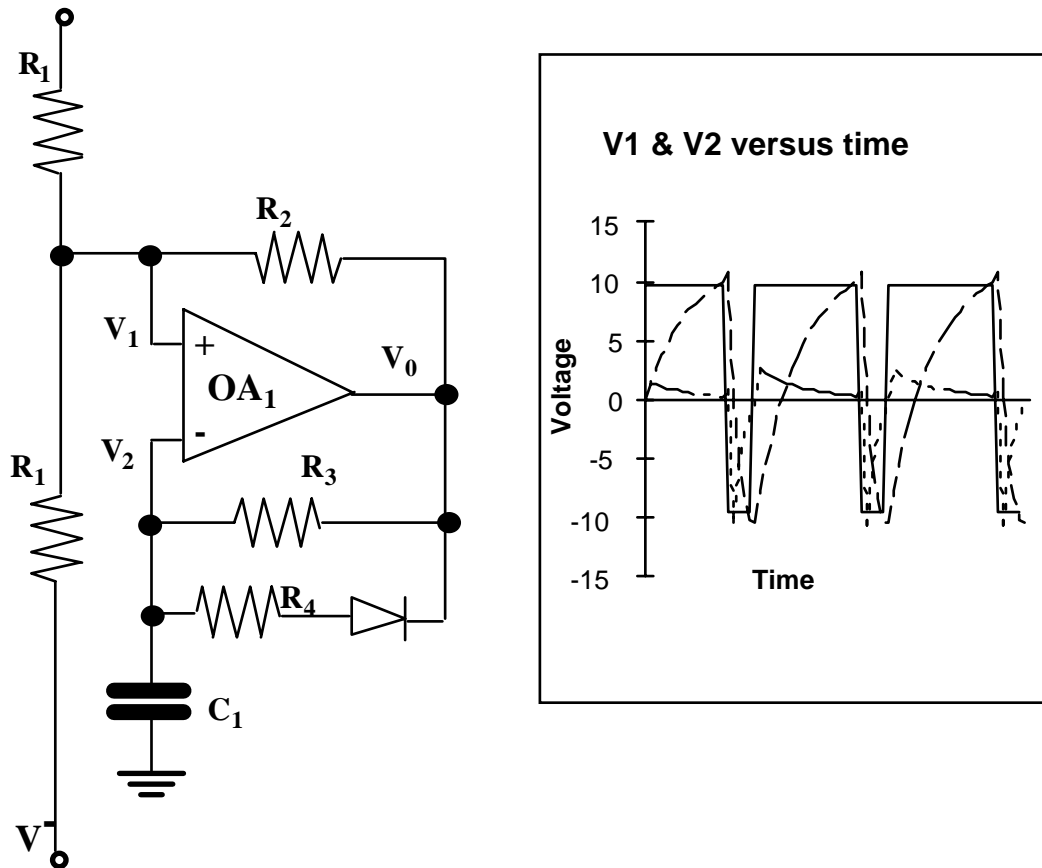 R1
R2
V1
+
OA1
V0
V2
-
R1
R3
R4
C1
V-
V1 & V2 versus time
15
10
5
0
-5
-10
-15
Voltage
Time